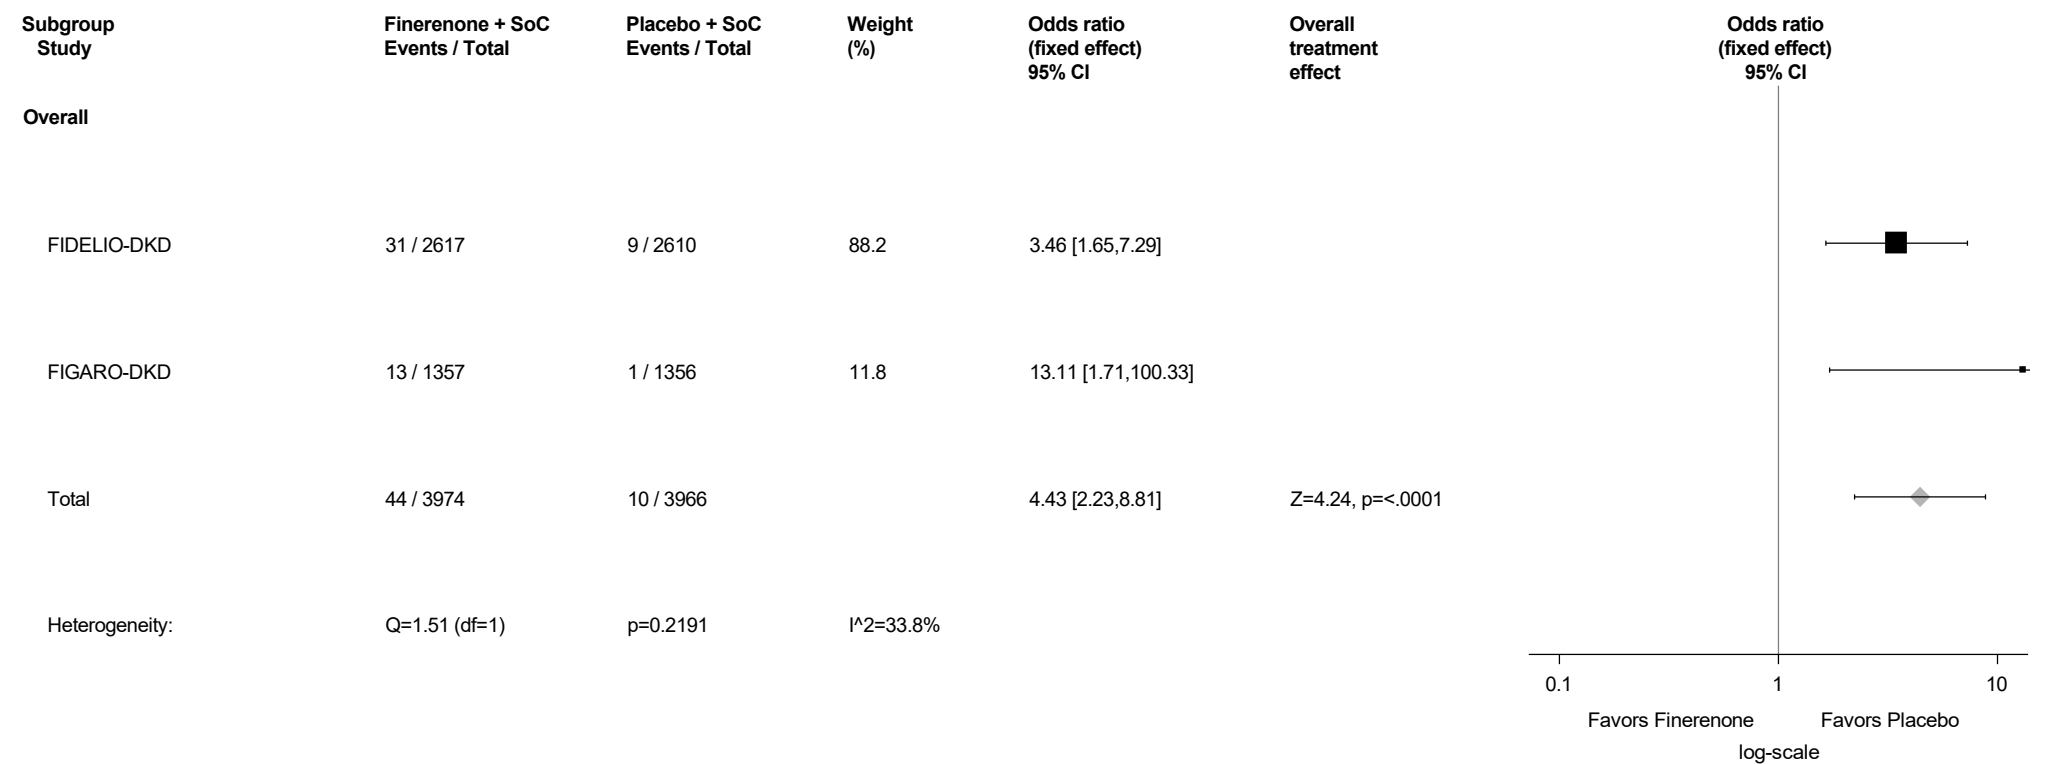 Subgroup Finerenone + SoC Placebo + SoC Weight Odds ratio Overall Odds ratio
Study Events / Total Events / Total (%) (fixed effect) treatment (fixed effect)
95% CI effect 95% CI
Overall
FIDELIO-DKD 31 / 2617 9 / 2610 88.2 3.46 [1.65,7.29]
FIGARO-DKD 13 / 1357 1 / 1356 11.8 13.11 [1.71,100.33]
Total 44 / 3974 10 / 3966 4.43 [2.23,8.81] Z=4.24, p=<.0001
Heterogeneity: Q=1.51 (df=1) p=0.2191 I^2=33.8%
0.1 1 10
Favors Finerenone Favors Placebo
log-scale